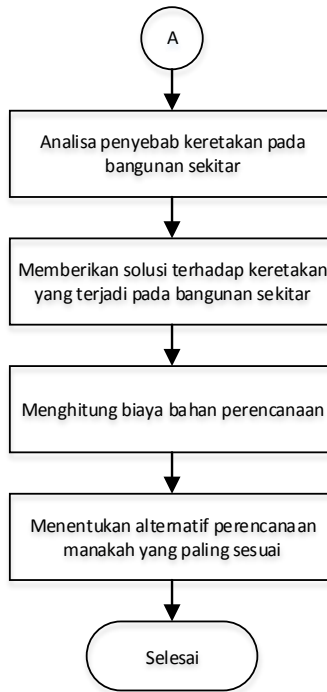 A
Analisa penyebab keretakan pada
bangunan sekitar
Memberikan solusi terhadap keretakan
yang terjadi pada bangunan sekitar
Menghitung biaya bahan perencanaan
Menentukan alternatif perencanaan
manakah yang paling sesuai
Selesai